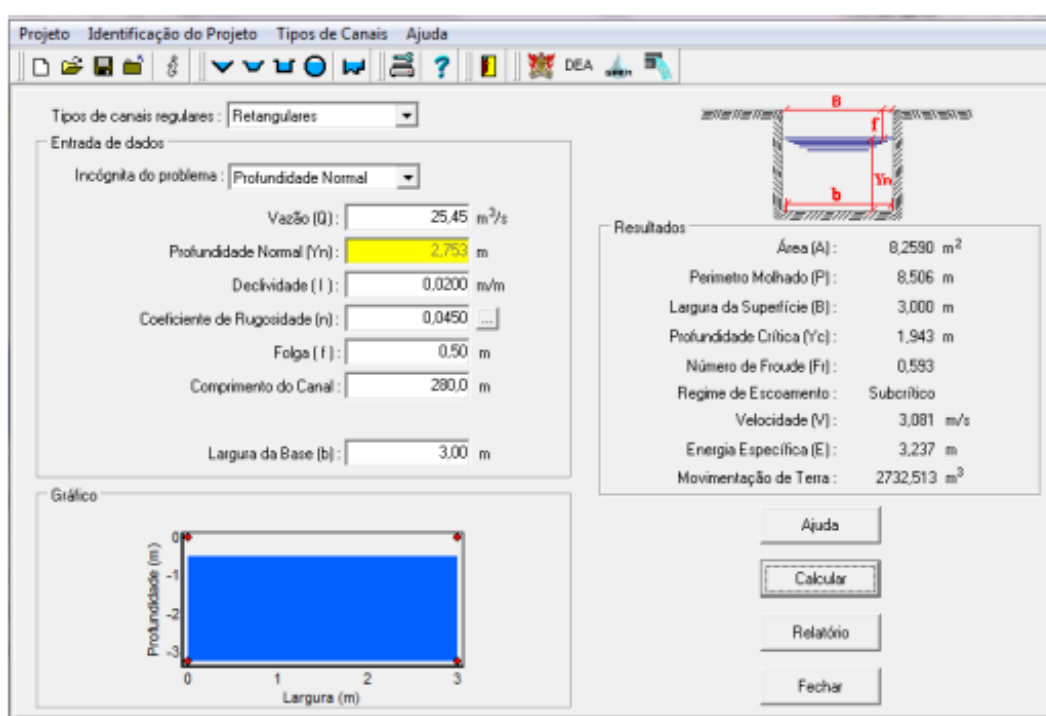 Projeto Identificação do Projeto Tipos de Canais Ajuda
? DEA
Tipos de canais regulares : Retangulares
Entrada de dados
Incógnita do problema : Profundidade Normal
Vazão (Q) : 25,45 m³/s
Profundidade Normal (Yn) : 2,753 m
Declividade ( I ) : 0,0200 m/m
Coeficiente de Rugosidade (n) : 0,0450 ...
Folga ( f ) : 0,50 m
Comprimento do Canal : 280,0 m
Largura da Base (b) : 3,00 m
B
f
Yn
b
Resultados
Área (A) : 8,2590 m²
Perimetro Molhado (P) : 8,506 m
Largura da Superfície (B) : 3,000 m
Profundidade Crítica (Yc) : 1,943 m
Número de Froude (Fr) : 0,593
Regime de Escoamento : Subcrítico
Velocidade (V) : 3,081 m/s
Energia Específica (E) : 3,237 m
Movimentação de Terra : 2732,513 m³
Gráfico
Profundidade (m)
0
-1
-2
-3
0 1 2 3
Largura (m)
Ajuda
Calcular
Relatório
Fechar